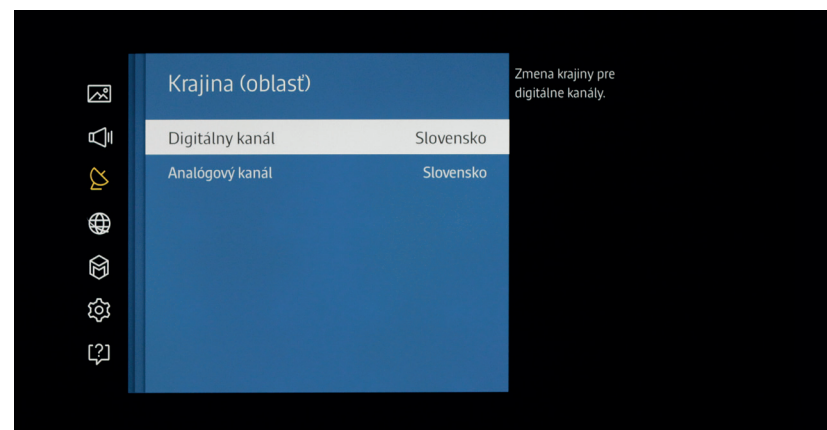 Krajina (oblasť)
Digitálny kanál Slovensko
Analógový kanál Slovensko
Zmena krajiny pre
digitálne kanály.